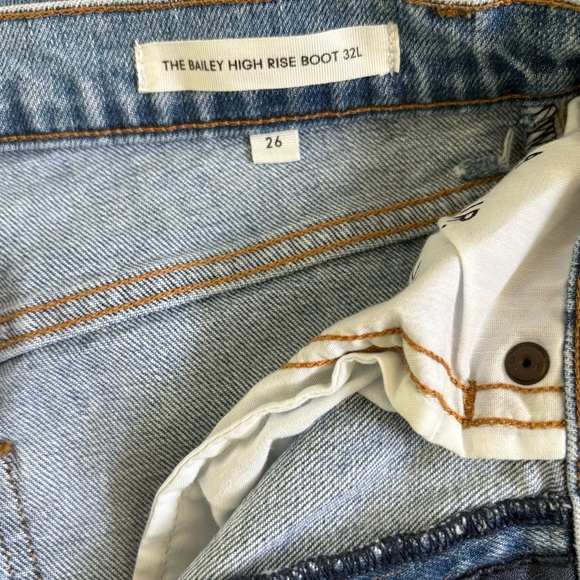 THE BAILEY HIGH RISE BOOT 32L
26